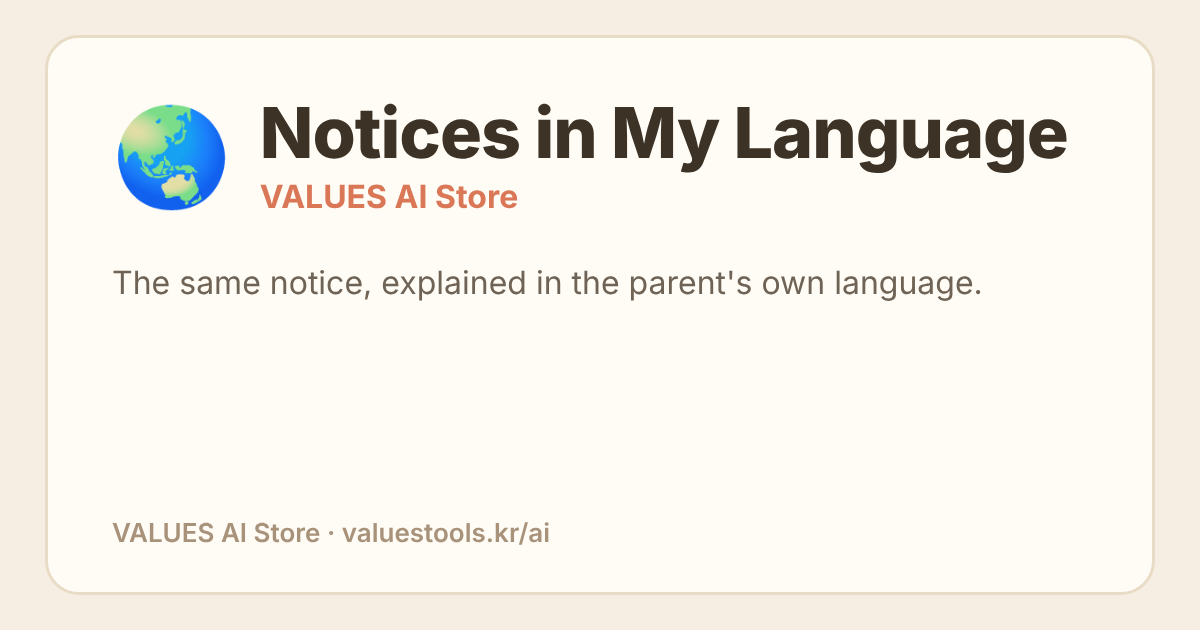 Notices in My Language
VALUES AI Store
The same notice, explained in the parent's own language.
VALUES AI Store · valuestools.kr/ai